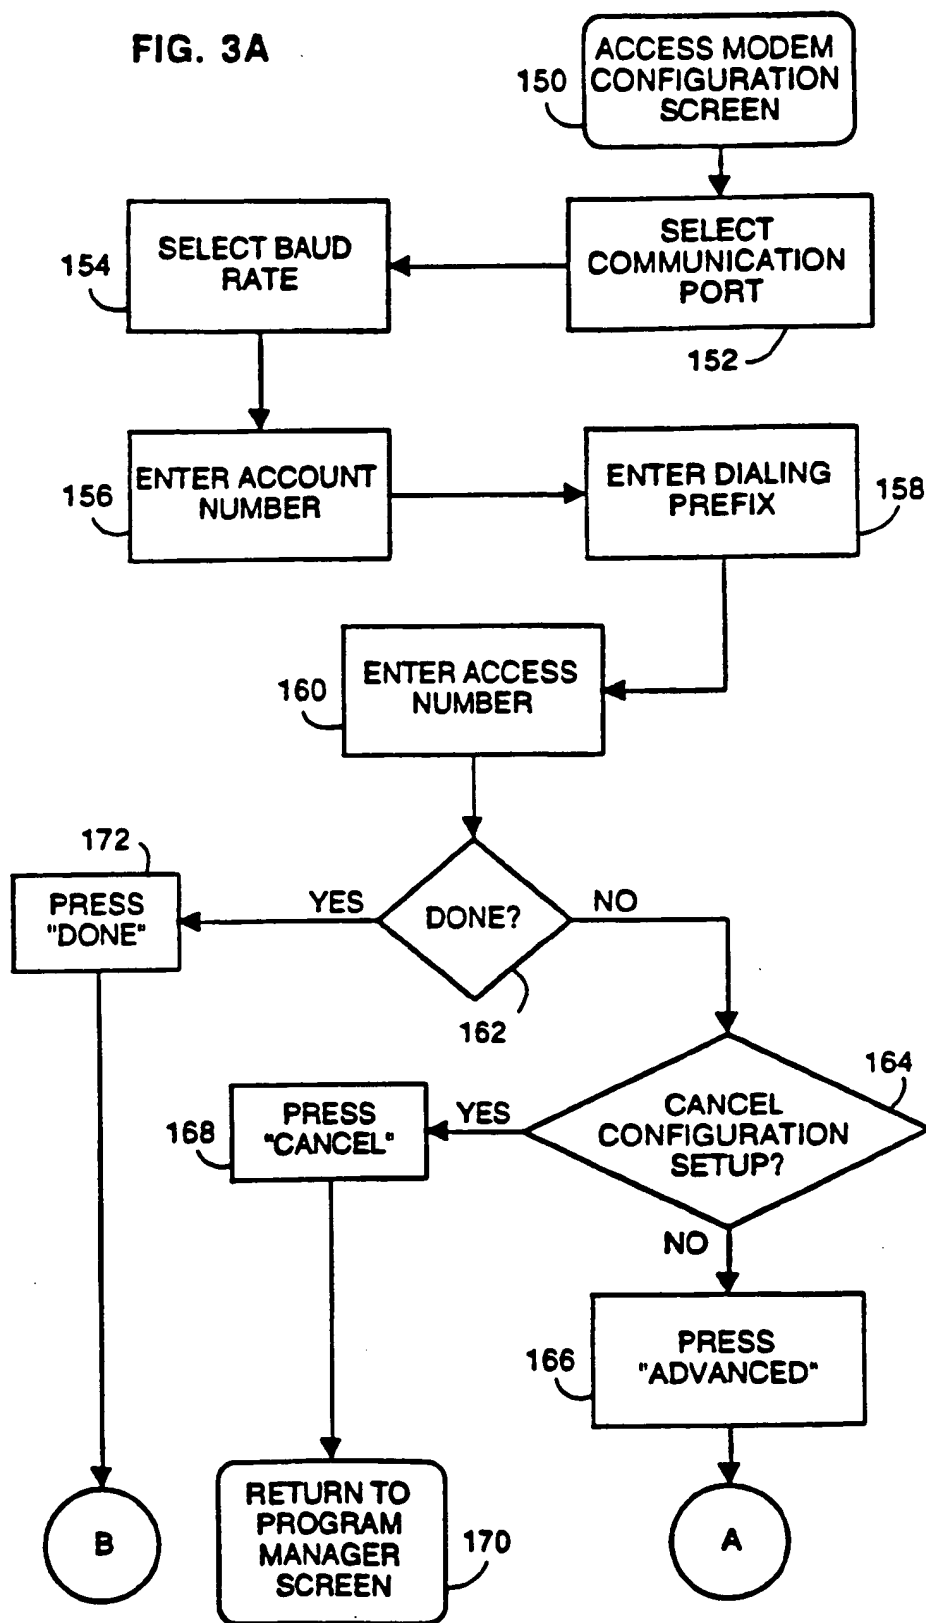 FIG. 3A
ACCESS MODEM
CONFIGURATION
SCREEN
150
SELECT
COMMUNICATION
PORT
152
SELECT BAUD
RATE
154
ENTER ACCOUNT
NUMBER
156
ENTER DIALING
PREFIX
158
ENTER ACCESS
NUMBER
160
DONE?
162
YES
NO
172
PRESS
"DONE"
164
CANCEL
CONFIGURATION
SETUP?
YES
NO
PRESS
"CANCEL"
168
PRESS
"ADVANCED"
166
B
RETURN TO
PROGRAM
MANAGER
SCREEN
170
A